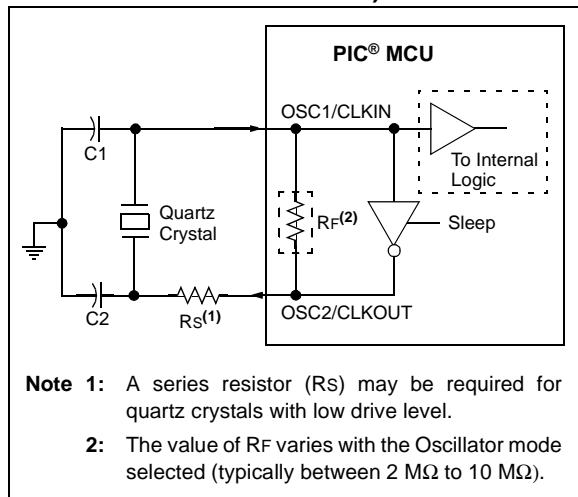 PIC® MCU
OSC1/CLKIN
C1
To Internal
Logic
Quartz
Crystal
RF(2)
Sleep
C2
RS(1)
OSC2/CLKOUT
Note 1: A series resistor (RS) may be required for
quartz crystals with low drive level.
2: The value of RF varies with the Oscillator mode
selected (typically between 2 MΩ to 10 MΩ).